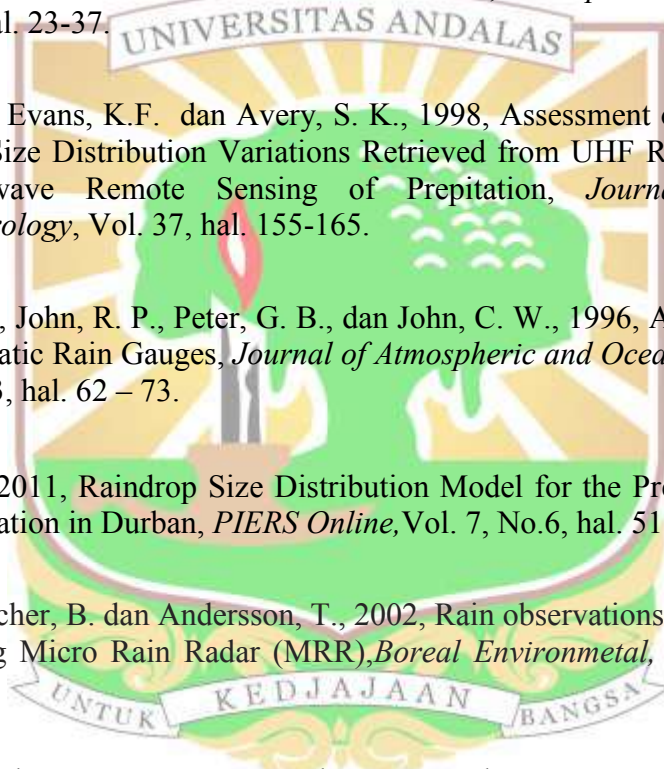 al. 23-37.
UNIVERSITAS ANDALAS
Evans, K.F. dan Avery, S. K., 1998, Assessment
Size Distribution Variations Retrieved from UHF
wave Remote Sensing of Prepitation,
rology, Vol. 37, hal. 155-165.
, John, R. P., Peter, G. B., dan John, C. W., 1996,
atic Rain Gauges, Journal of Atmospheric and
, hal. 62 – 73.
2011, Raindrop Size Distribution Model for the
ation in Durban, PIERS Online,Vol. 7, No.6, hal. 51
cher, B. dan Andersson, T., 2002, Rain observations
g Micro Rain Radar (MRR),Boreal Environmetal,
UNTUK KEDJAJAAN BANGSA